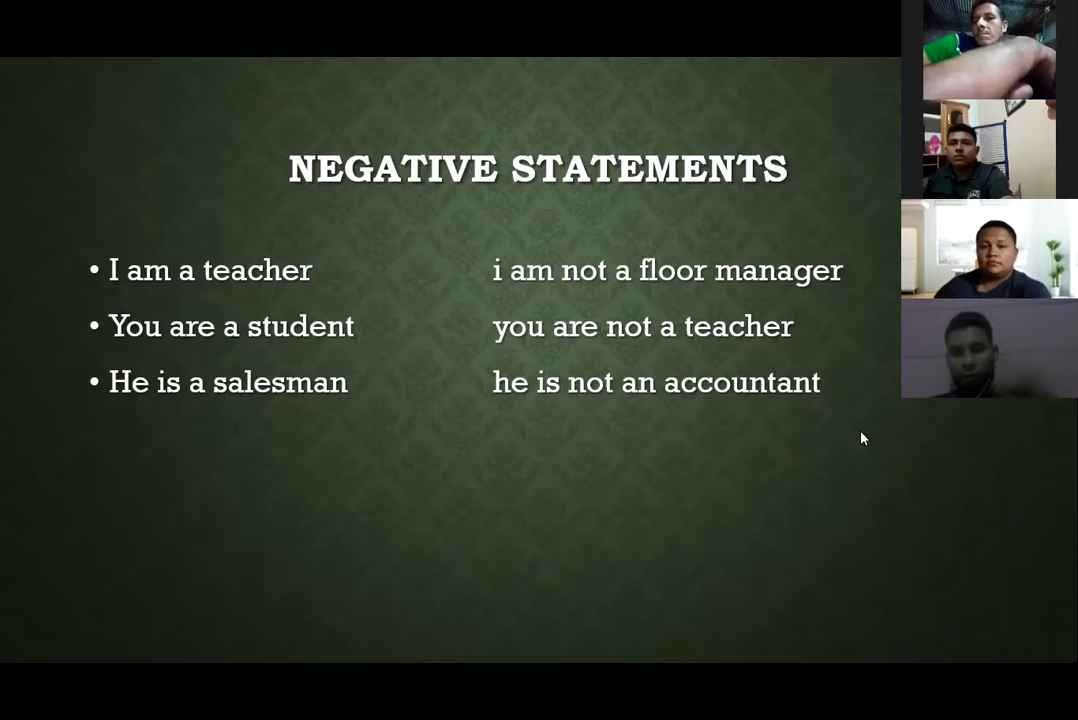 NEGATIVE STATEMENTS
• I am a teacher i am not a floor manager
• You are a student you are not a teacher
• He is a salesman he is not an accountant